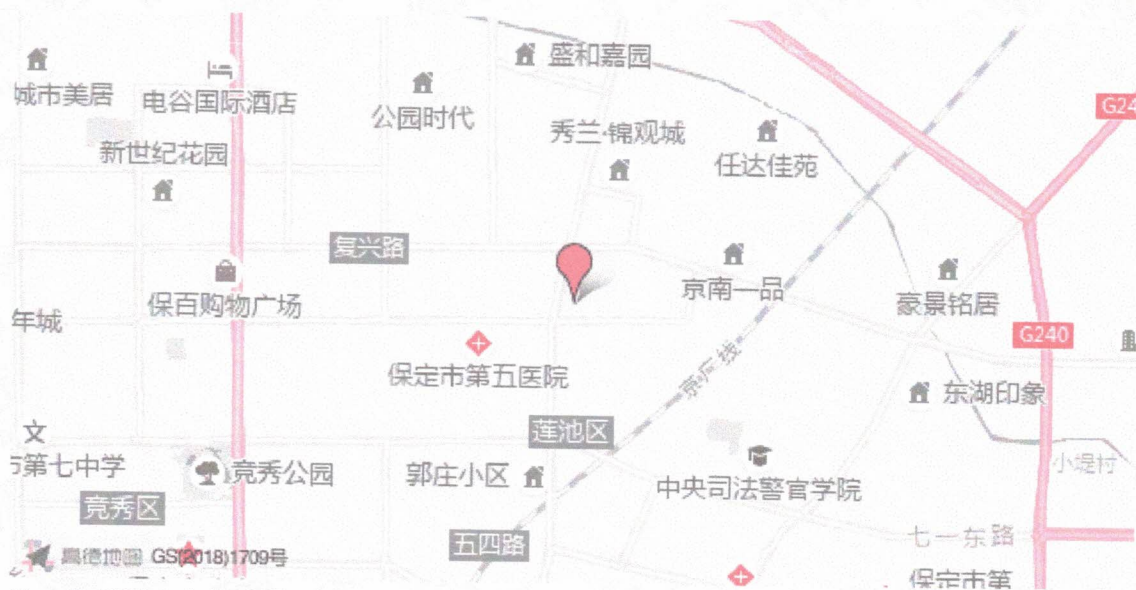 盛和嘉园
城市美居
电谷国际酒店
公园时代
G24
秀兰·锦观城
新世纪花园
任达佳苑
复兴路
京南一品
保百购物广场
豪景铭居
年城
G240
保定市第五医院
京广线
东湖印象
莲池区
市第七中学
竞秀公园
郭庄小区
中央司法警官学院
小堤村
竞秀区
五四路
七一东路
高德地图 GS(2018)1709号
保定市第